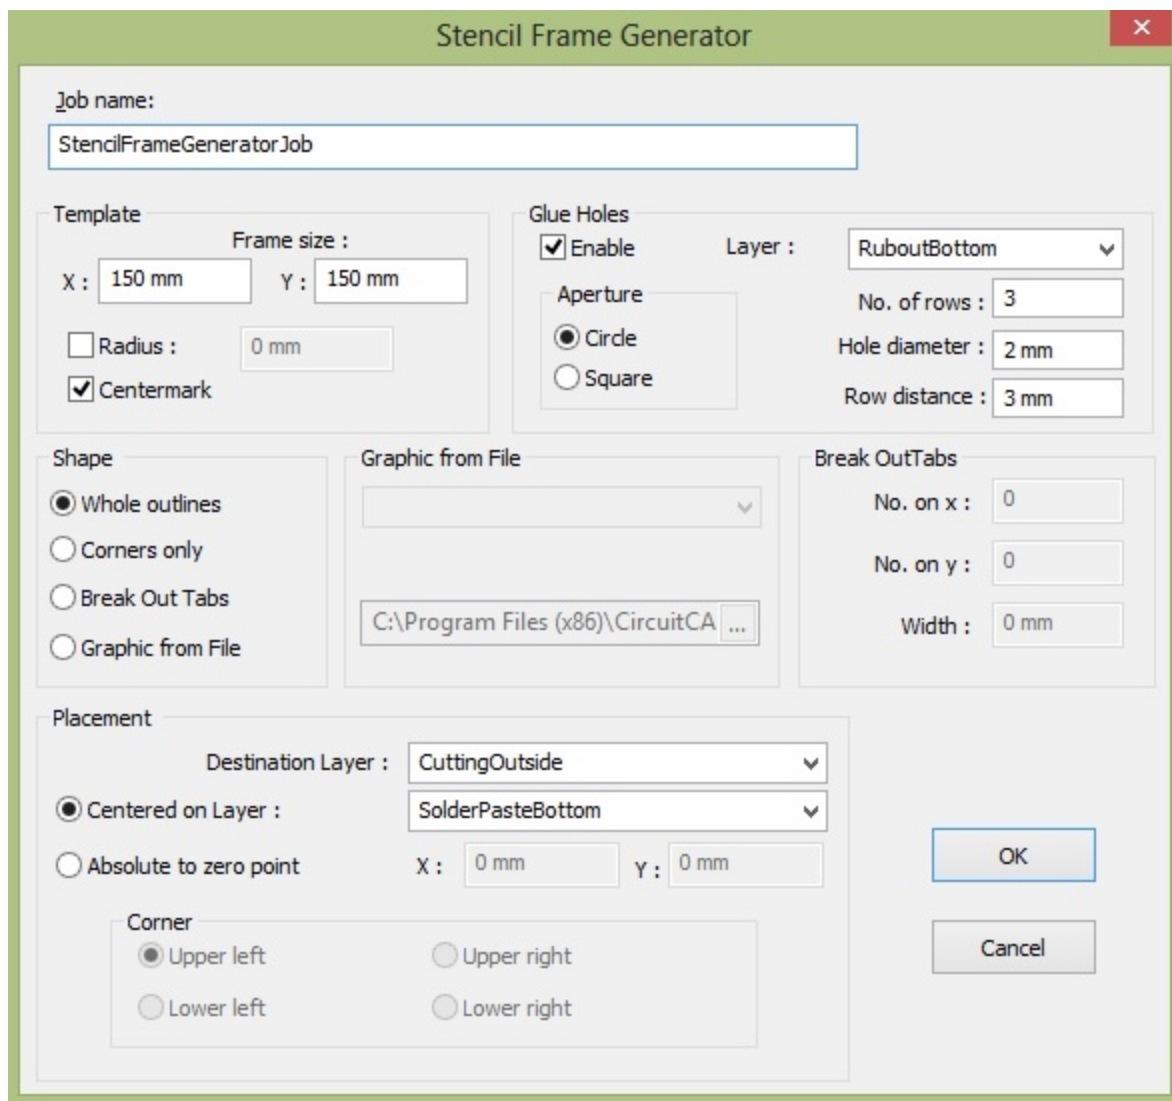 Stencil Frame Generator
Job name:
StencilFrameGeneratorJob
Template
Frame size :
X : 150 mm Y : 150 mm
Radius : 0 mm
Centermark
Glue Holes
Enable Layer : RuboutBottom
Aperture
Circle
Square
No. of rows : 3
Hole diameter : 2 mm
Row distance : 3 mm
Shape
Whole outlines
Corners only
Break Out Tabs
Graphic from File
Graphic from File
C:\Program Files (x86)\CircuitCA ...
Break OutTabs
No. on x : 0
No. on y : 0
Width : 0 mm
Placement
Destination Layer : CuttingOutside
Centered on Layer : SolderPasteBottom
Absolute to zero point X : 0 mm Y : 0 mm
Corner
Upper left Upper right
Lower left Lower right
OK
Cancel